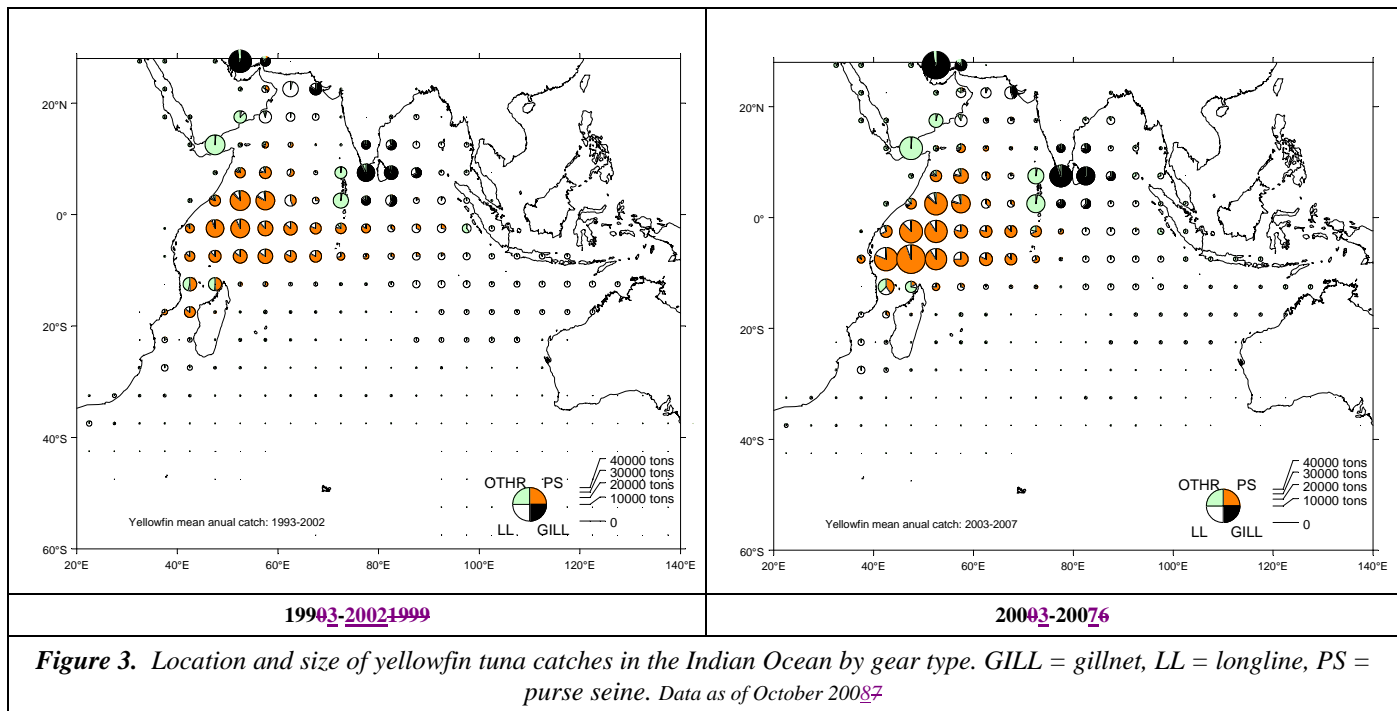 20°N
0°
20°S
40°S
60°S
20°E 40°E 60°E 80°E 100°E 120°E 140°E
OTHR PS
LL GILL
40000 tons
30000 tons
20000 tons
10000 tons
0
Yellowfin mean anual catch: 1993-2002
20°N
0°
20°S
40°S
60°S
20°E 40°E 60°E 80°E 100°E 120°E 140°E
OTHR PS
LL GILL
40000 tons
30000 tons
20000 tons
10000 tons
0
Yellowfin mean anual catch: 2003-2007
19903-20021999
20003-20076
Figure 3. Location and size of yellowfin tuna catches in the Indian Ocean by gear type. GILL = gillnet, LL = longline, PS =
purse seine. Data as of October 20087